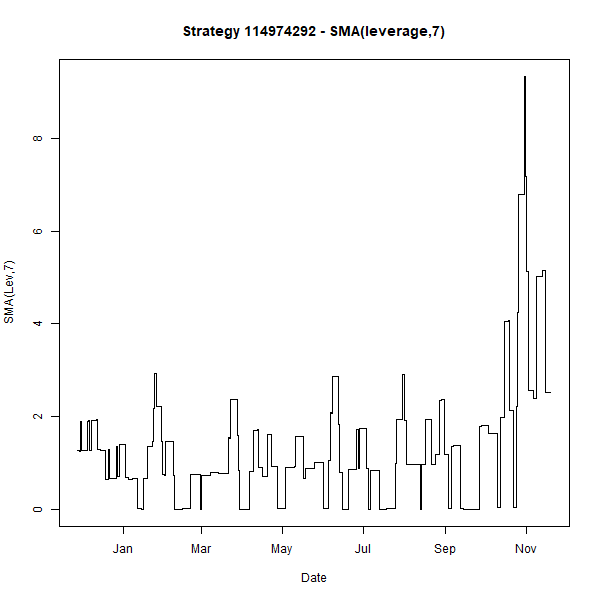 Strategy 114974292 - SMA(leverage,7)
SMA(Lev,7)
8
6
4
2
0
Jan Mar May Jul Sep Nov
Date